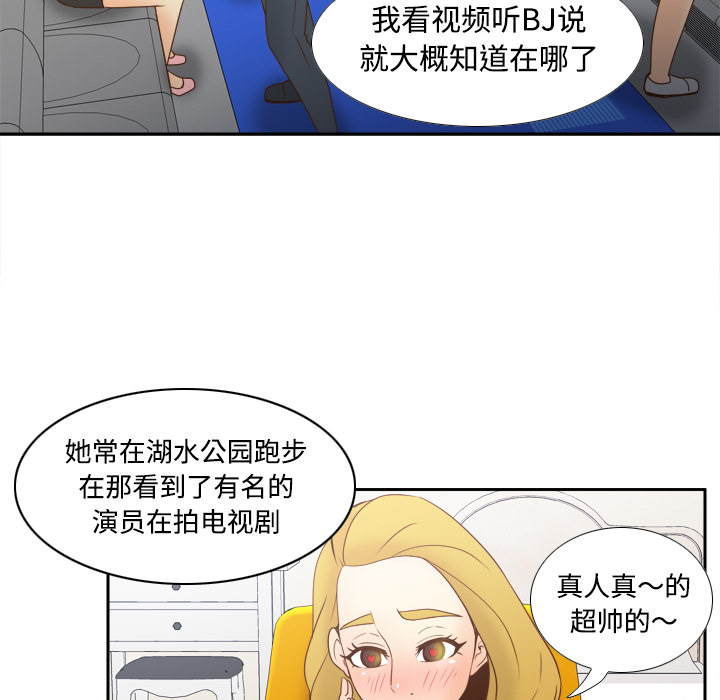 我看视频听BJ说
就大概知道在哪了
她常在湖水公园跑步
在那看到了有名的
演员在拍电视剧
真人真～的
超帅的～